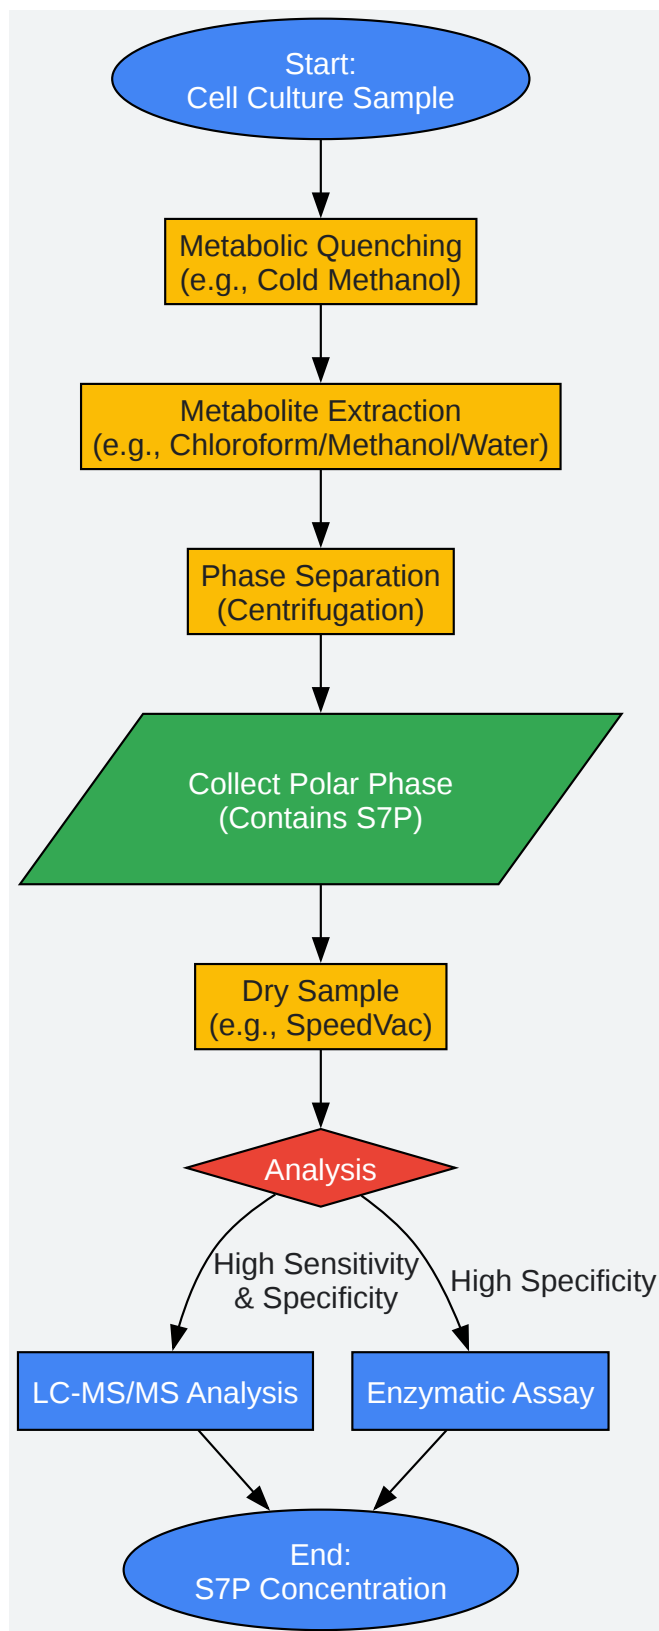 Start:
Cell Culture Sample
Metabolic Quenching
(e.g., Cold Methanol)
Metabolite Extraction
(e.g., Chloroform/Methanol/Water)
Phase Separation
(Centrifugation)
Collect Polar Phase
(Contains S7P)
Dry Sample
(e.g., SpeedVac)
Analysis
High Sensitivity
& Specificity
High Specificity
LC-MS/MS Analysis
Enzymatic Assay
End:
S7P Concentration